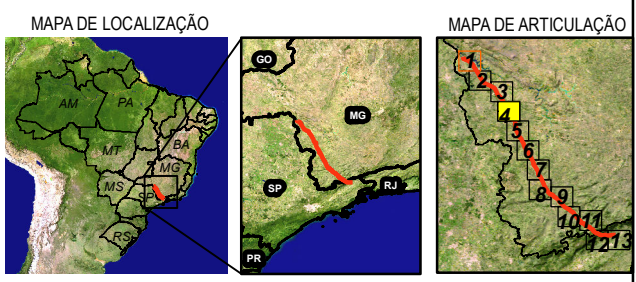 MAPA DE LOCALIZAÇÃO
AM
PA
MT
BA
MG
MS
SP
RS
GO
MG
SP
RJ
PR
MAPA DE ARTICULAÇÃO
1
2
3
4
5
6
7
8
9
10
11
12
13